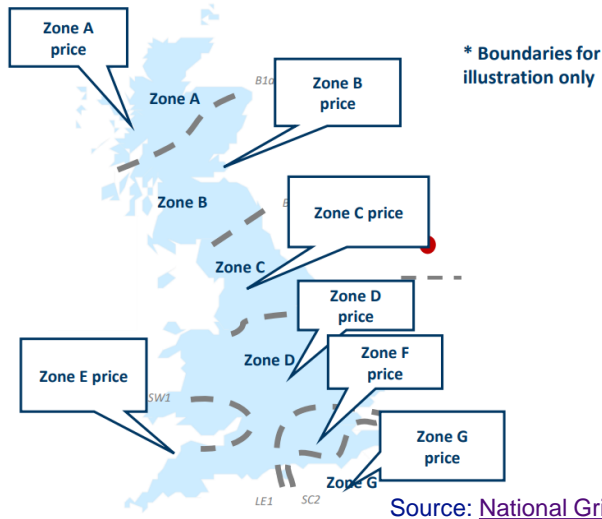 Zone A
price
* Boundaries for
illustration only
B1a
Zone B
price
Zone A
Zone B
Zone C price
Zone C
Zone D
price
Zone D
Zone F
price
Zone E price
SW1
Zone G
price
Zone G
LE1
SC2
Source: National Gri